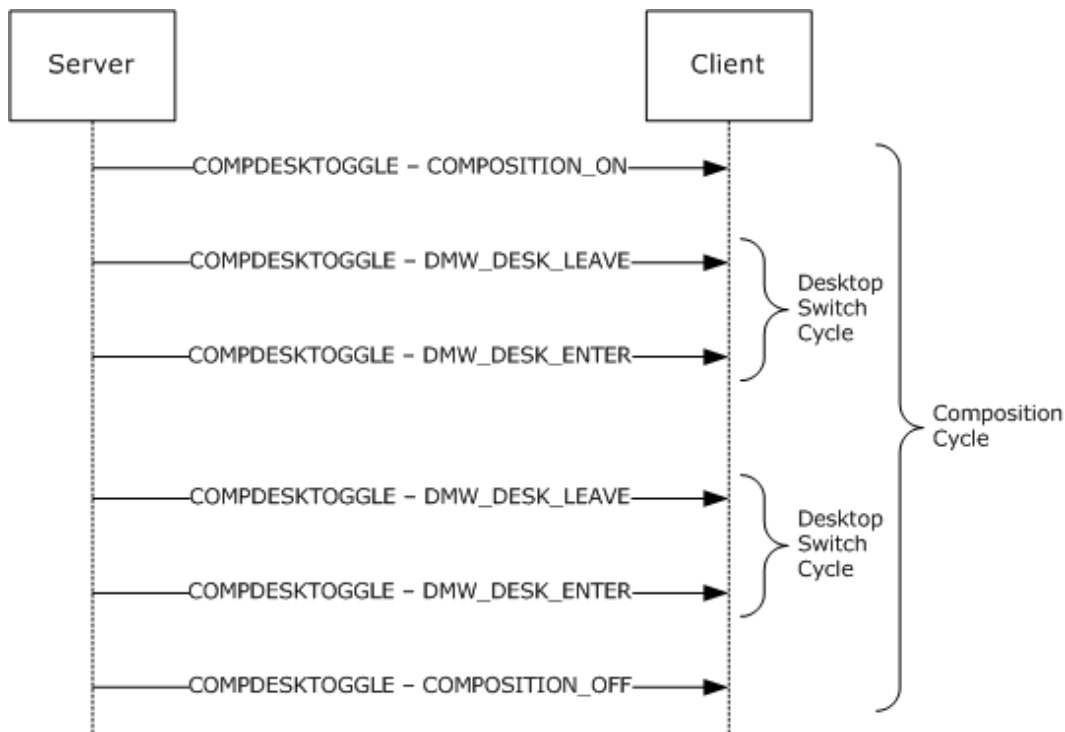 Server
Client
COMPDESKTOGGLE – COMPOSITION_ON
COMPDESKTOGGLE – DMW_DESK_LEAVE
Desktop
Switch
Cycle
COMPDESKTOGGLE – DMW_DESK_ENTER
Composition
Cycle
COMPDESKTOGGLE – DMW_DESK_LEAVE
Desktop
Switch
Cycle
COMPDESKTOGGLE – DMW_DESK_ENTER
COMPDESKTOGGLE – COMPOSITION_OFF